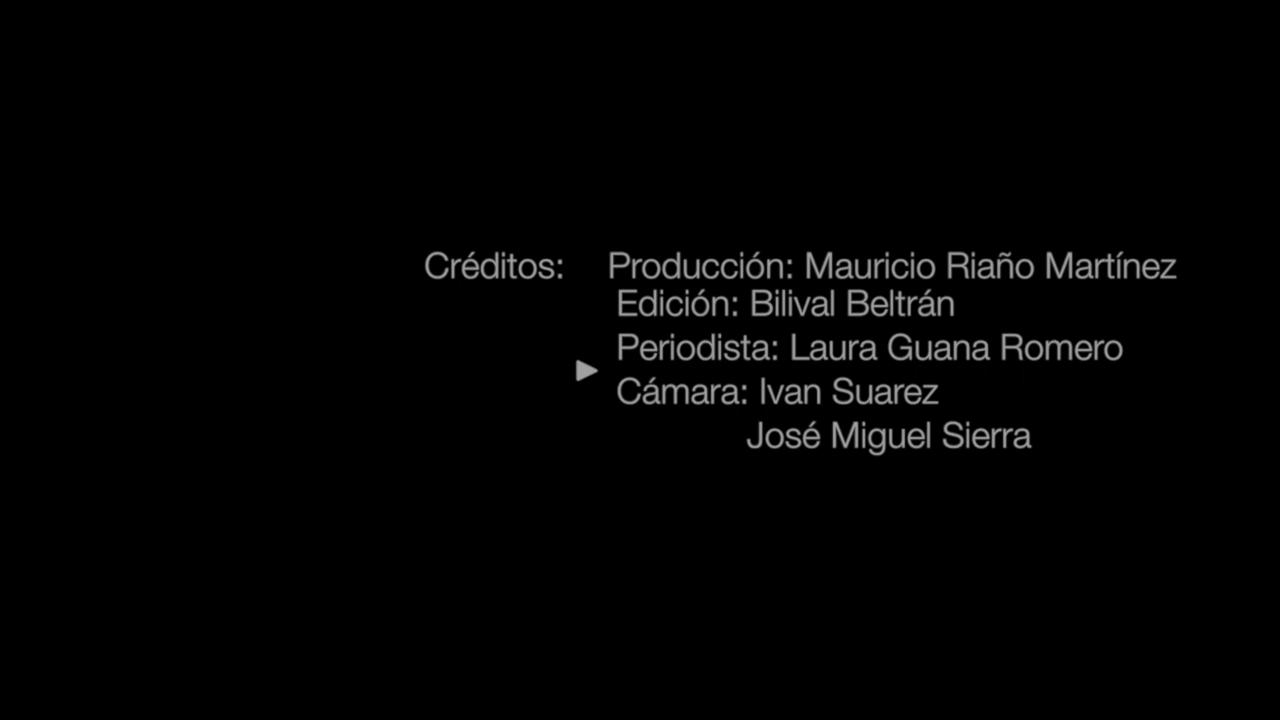 Créditos: Producción: Mauricio Riaño Martínez
Edición: Bilival Beltrán
Periodista: Laura Guana Romero
Cámara: Ivan Suarez
José Miguel Sierra